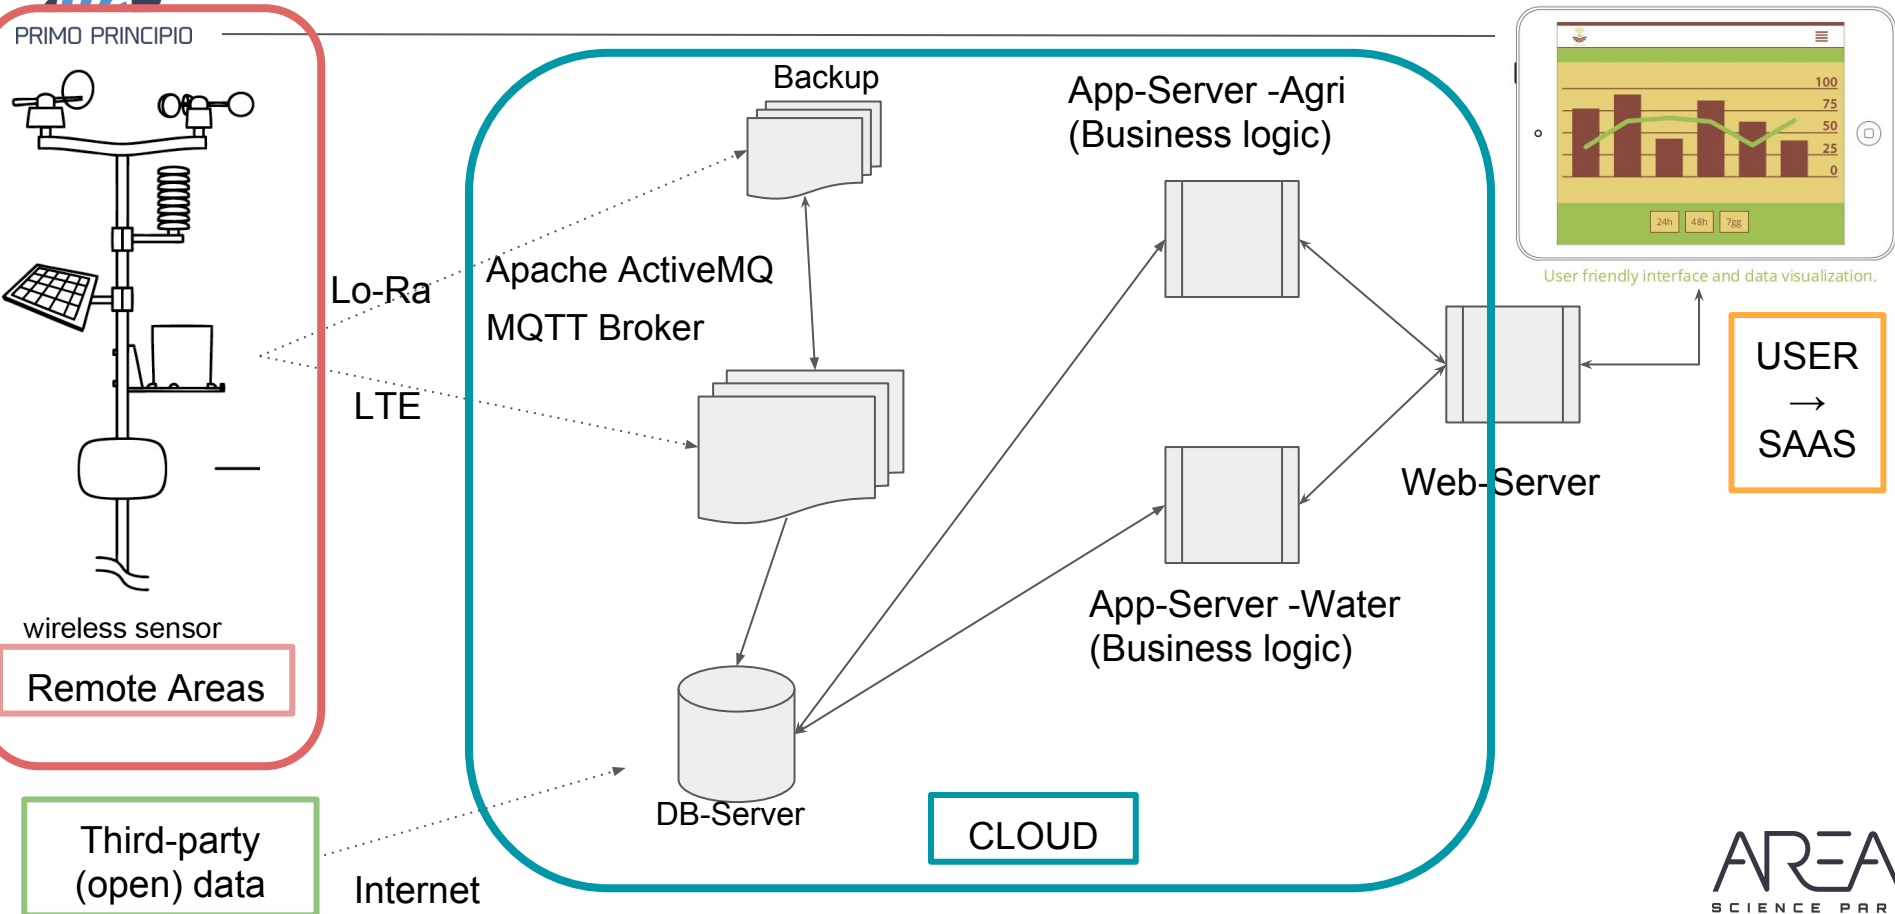 PRIMO PRINCIPIO
Backup
App-Server -Agri
(Business logic)
100
75
50
25
0
24h
48h
7gg
User friendly interface and data visualization.
Lo-Ra
Apache ActiveMQ
MQTT Broker
LTE
USER
→
SAAS
Web-Server
App-Server -Water
(Business logic)
wireless sensor
Remote Areas
DB-Server
CLOUD
Third-party
(open) data
Internet
AREA
SCIENCE PAR